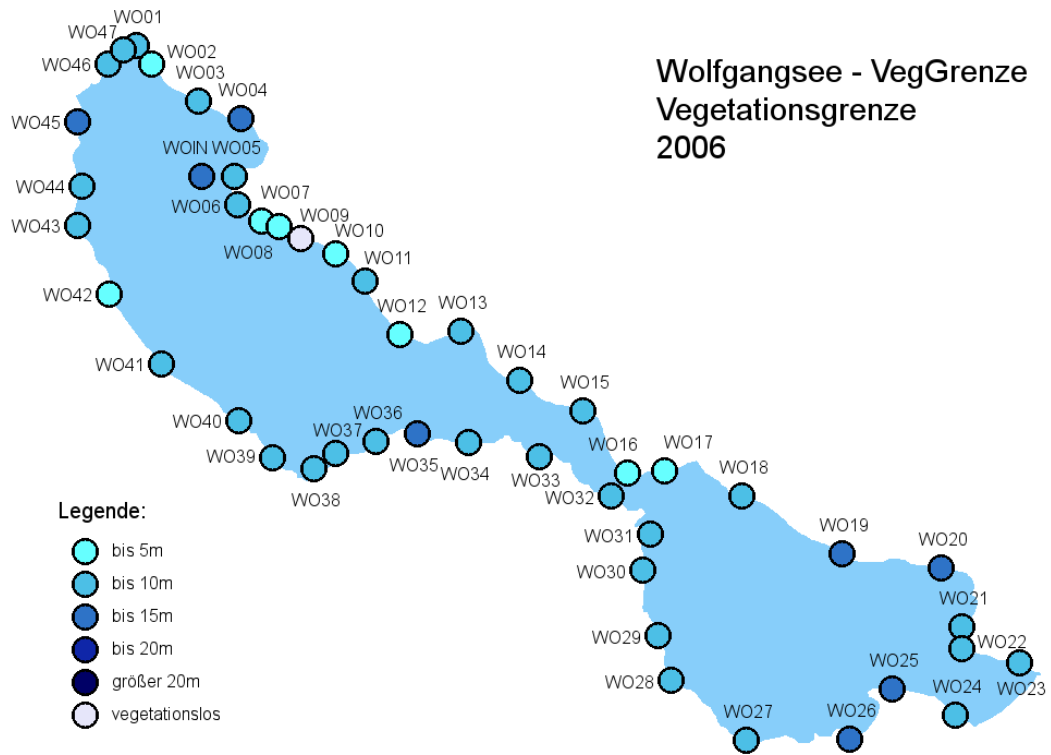 Wolfgangsee - VegGrenze
Vegetationsgrenze
2006
WO01
WO47
WO02
WO46
WO03
WO04
WO45
WOIN
WO05
WO44
WO07
WO06
WO09
WO43
WO10
WO08
WO11
WO42
WO12
WO13
WO41
WO14
WO15
WO40
WO36
WO37
WO39
WO35
WO34
WO38
WO33
WO16
WO17
WO32
WO18
WO31
WO19
WO20
WO30
WO21
WO29
WO22
WO28
WO25
WO23
WO24
WO27
WO26
Legende:
bis 5m
bis 10m
bis 15m
bis 20m
größer 20m
vegetationslos